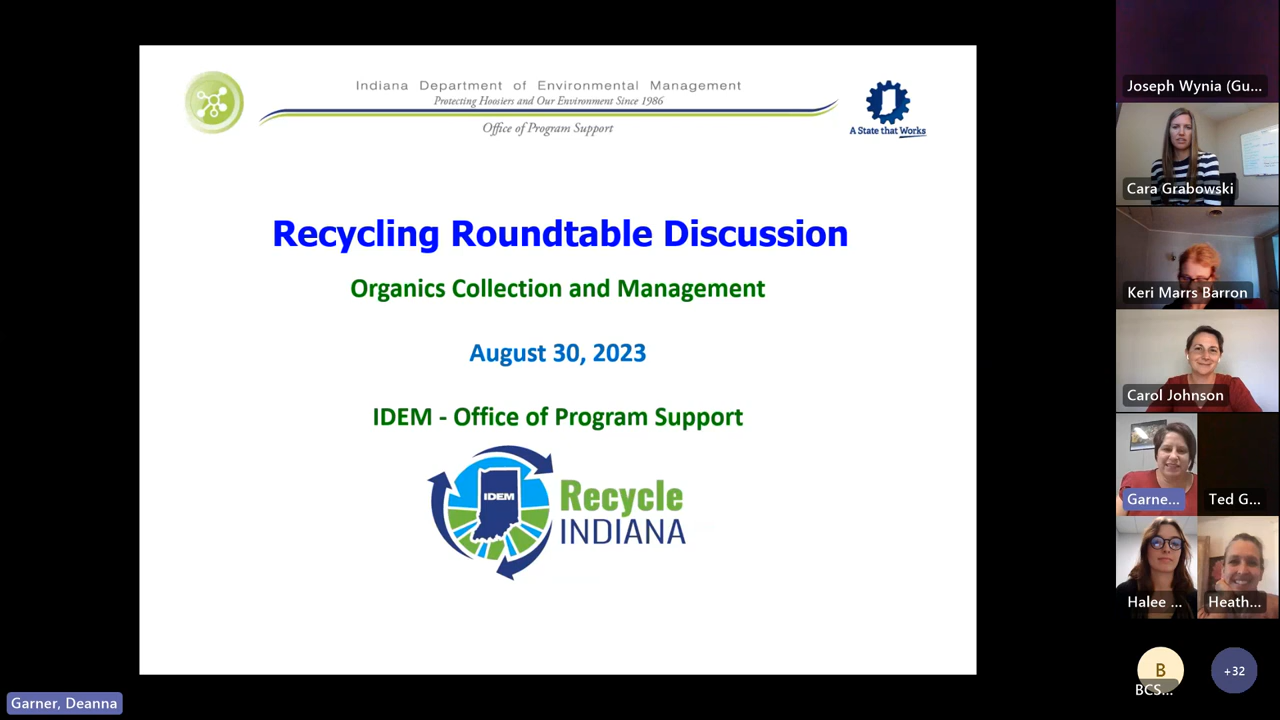 Indiana Department of Environmental Management
Protecting Hoosiers and Our Environment Since 1986
Office of Program Support
A State that Works
Recycling Roundtable Discussion
Organics Collection and Management
August 30, 2023
IDEM - Office of Program Support
IDEM
Recycle
INDIANA
Garner, Deanna
Joseph Wynia (Gu...
Cara Grabowski
Keri Marrs Barron
Carol Johnson
Garne...
Ted G...
Halee ...
Heath...
B
BCS...
+32